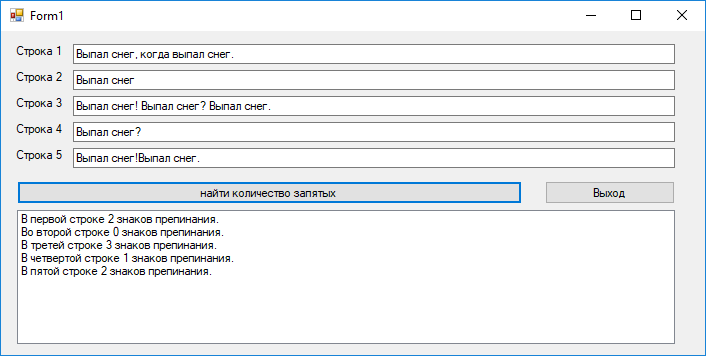 Form1
Строка 1 Выпал снег, когда выпал снег.
Строка 2 Выпал снег
Строка 3 Выпал снег! Выпал снег? Выпал снег.
Строка 4 Выпал снег?
Строка 5 Выпал снег!Выпал снег.
найти количество запятых Выход
В первой строке 2 знаков препинания.
Во второй строке 0 знаков препинания.
В третей строке 3 знаков препинания.
В четвертой строке 1 знаков препинания.
В пятой строке 2 знаков препинания.